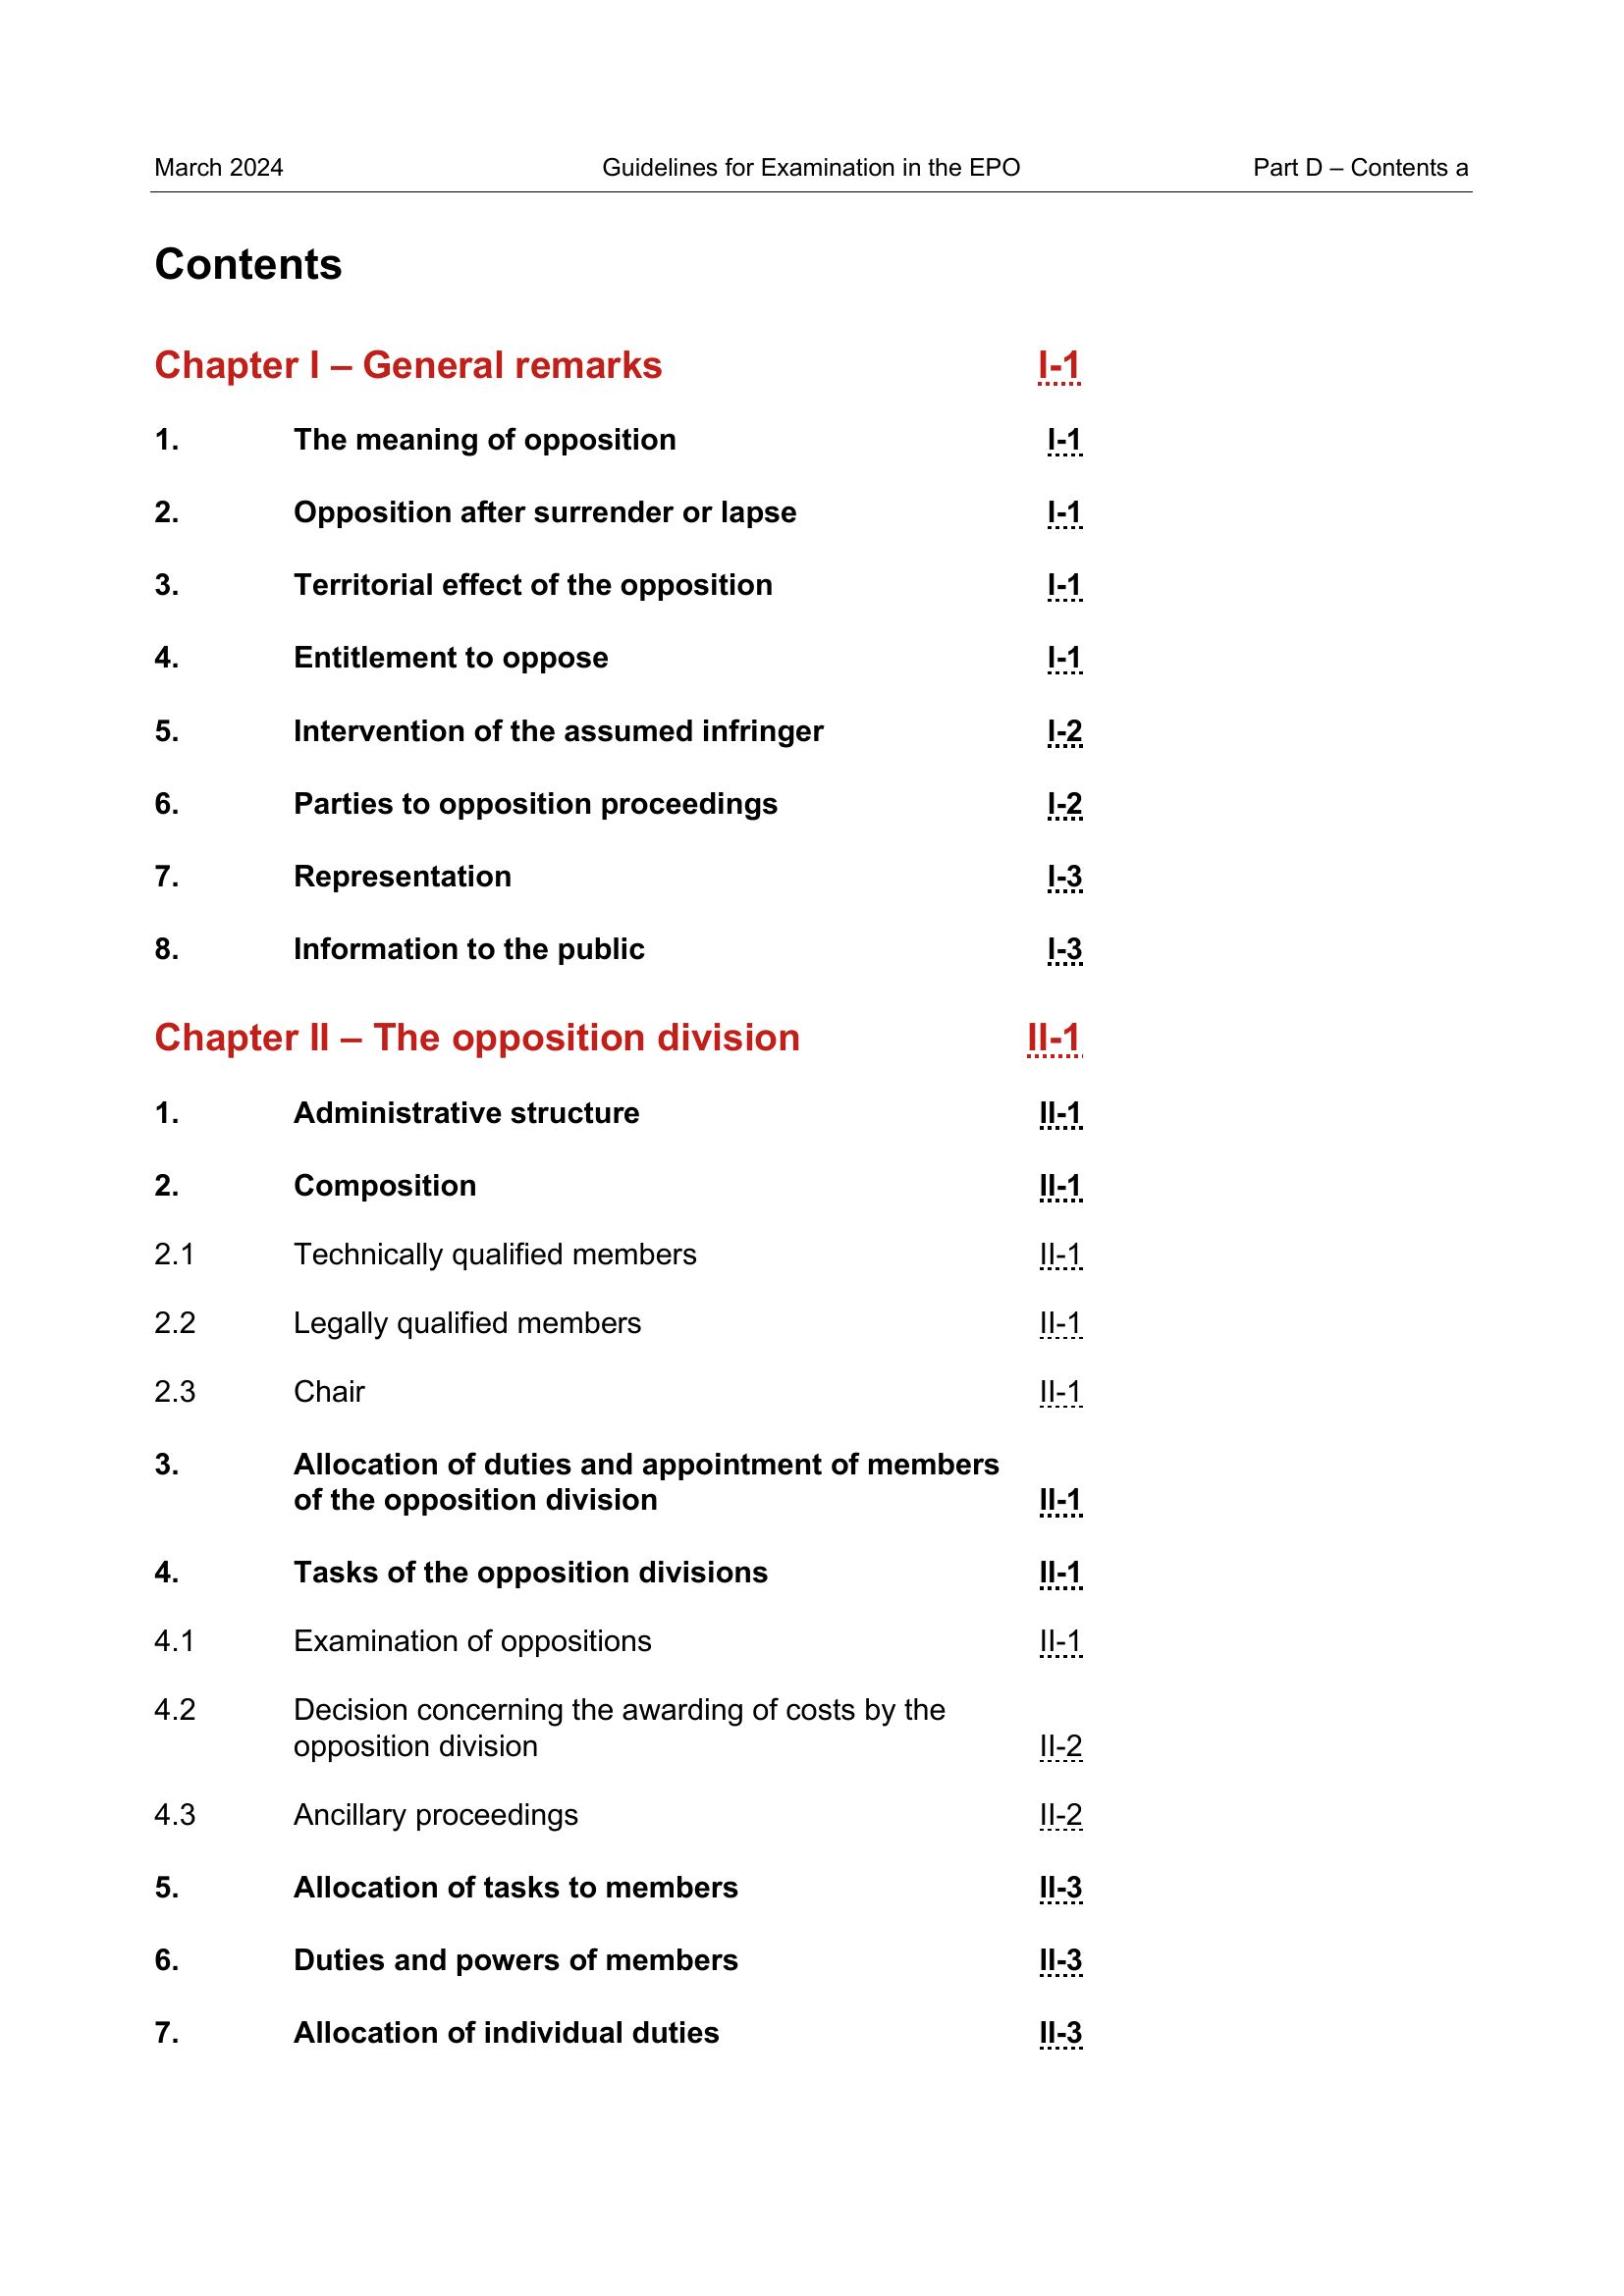 March 2024 Guidelines for Examination in the EPO Part D – Contents a
Contents
Chapter I – General remarks I-1
1. The meaning of opposition I-1
2. Opposition after surrender or lapse I-1
3. Territorial effect of the opposition I-1
4. Entitlement to oppose I-1
5. Intervention of the assumed infringer I-2
6. Parties to opposition proceedings I-2
7. Representation I-3
8. Information to the public I-3
Chapter II – The opposition division II-1
1. Administrative structure II-1
2. Composition II-1
2.1 Technically qualified members II-1
2.2 Legally qualified members II-1
2.3 Chair II-1
3. Allocation of duties and appointment of members
of the opposition division II-1
4. Tasks of the opposition divisions II-1
4.1 Examination of oppositions II-1
4.2 Decision concerning the awarding of costs by the
opposition division II-2
4.3 Ancillary proceedings II-2
5. Allocation of tasks to members II-3
6. Duties and powers of members II-3
7. Allocation of individual duties II-3